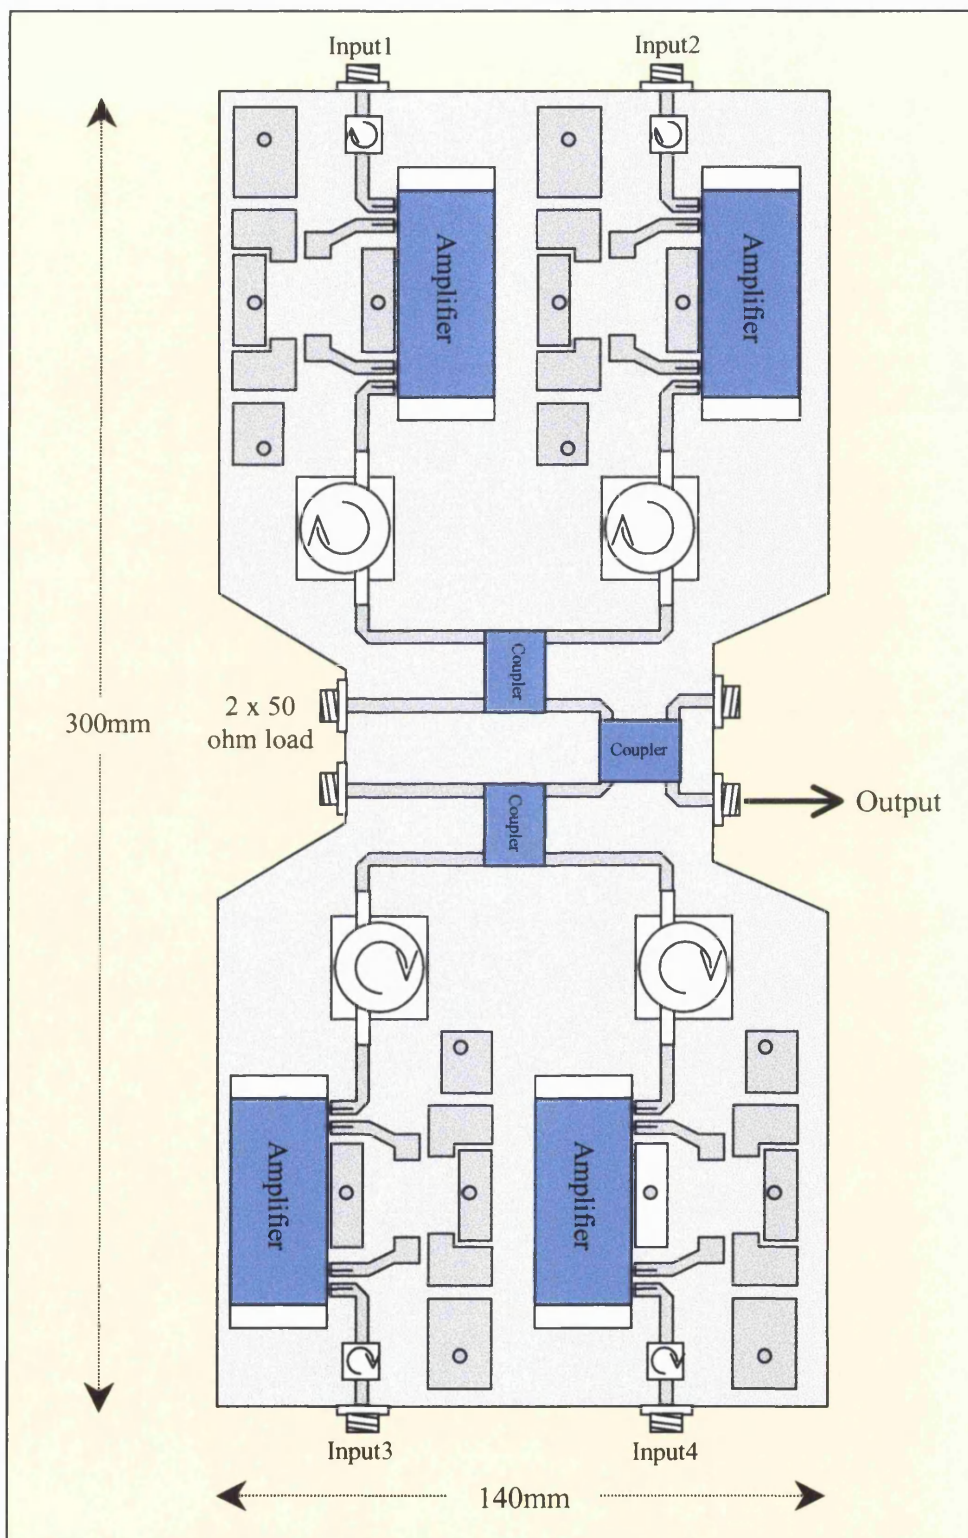 Input1
Input2
Amplifier
Amplifier
Coupler
2 x 50
ohm load
300mm
Coupler
Coupler
Output
Amplifier
Amplifier
Input3
Input4
140mm